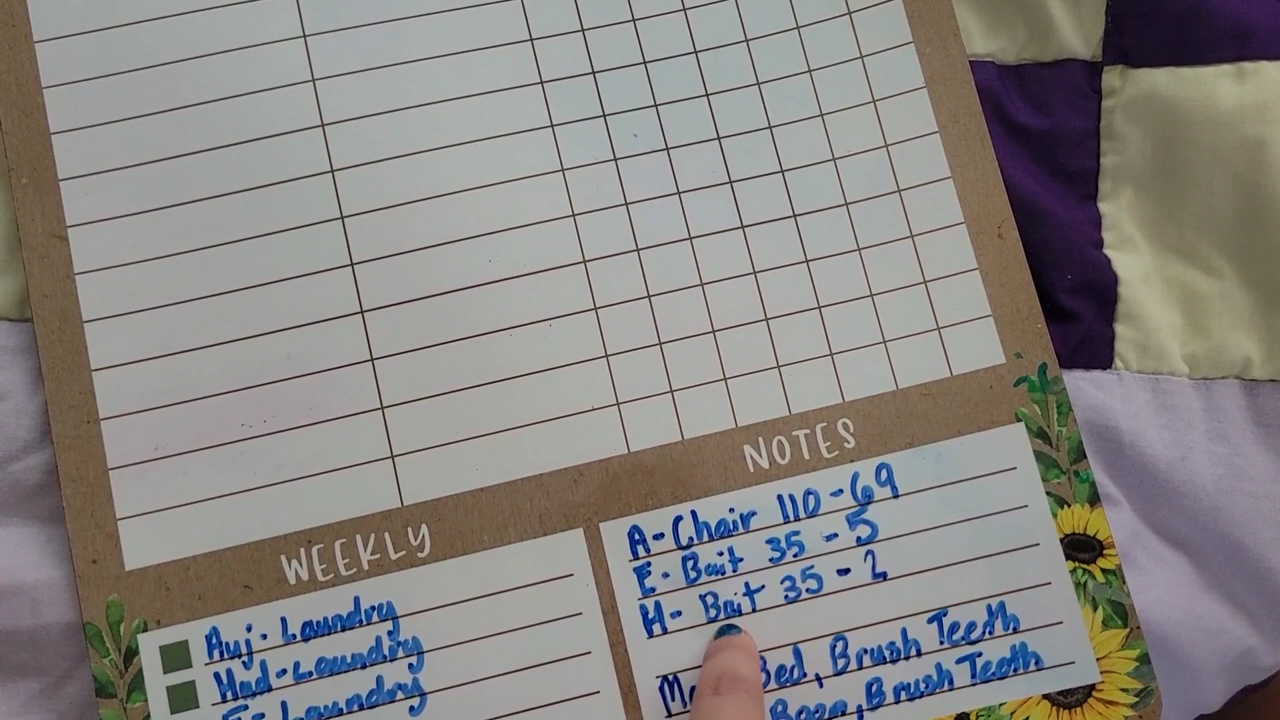 NOTES
A-Chair 110-69
E- Bait 35 - 5
H- Bait 35 - 2
Bed, Brush Teeth
Brush Teeth
WEEKLY
Auj- Laundry
Had-Laundry
E- Laundry